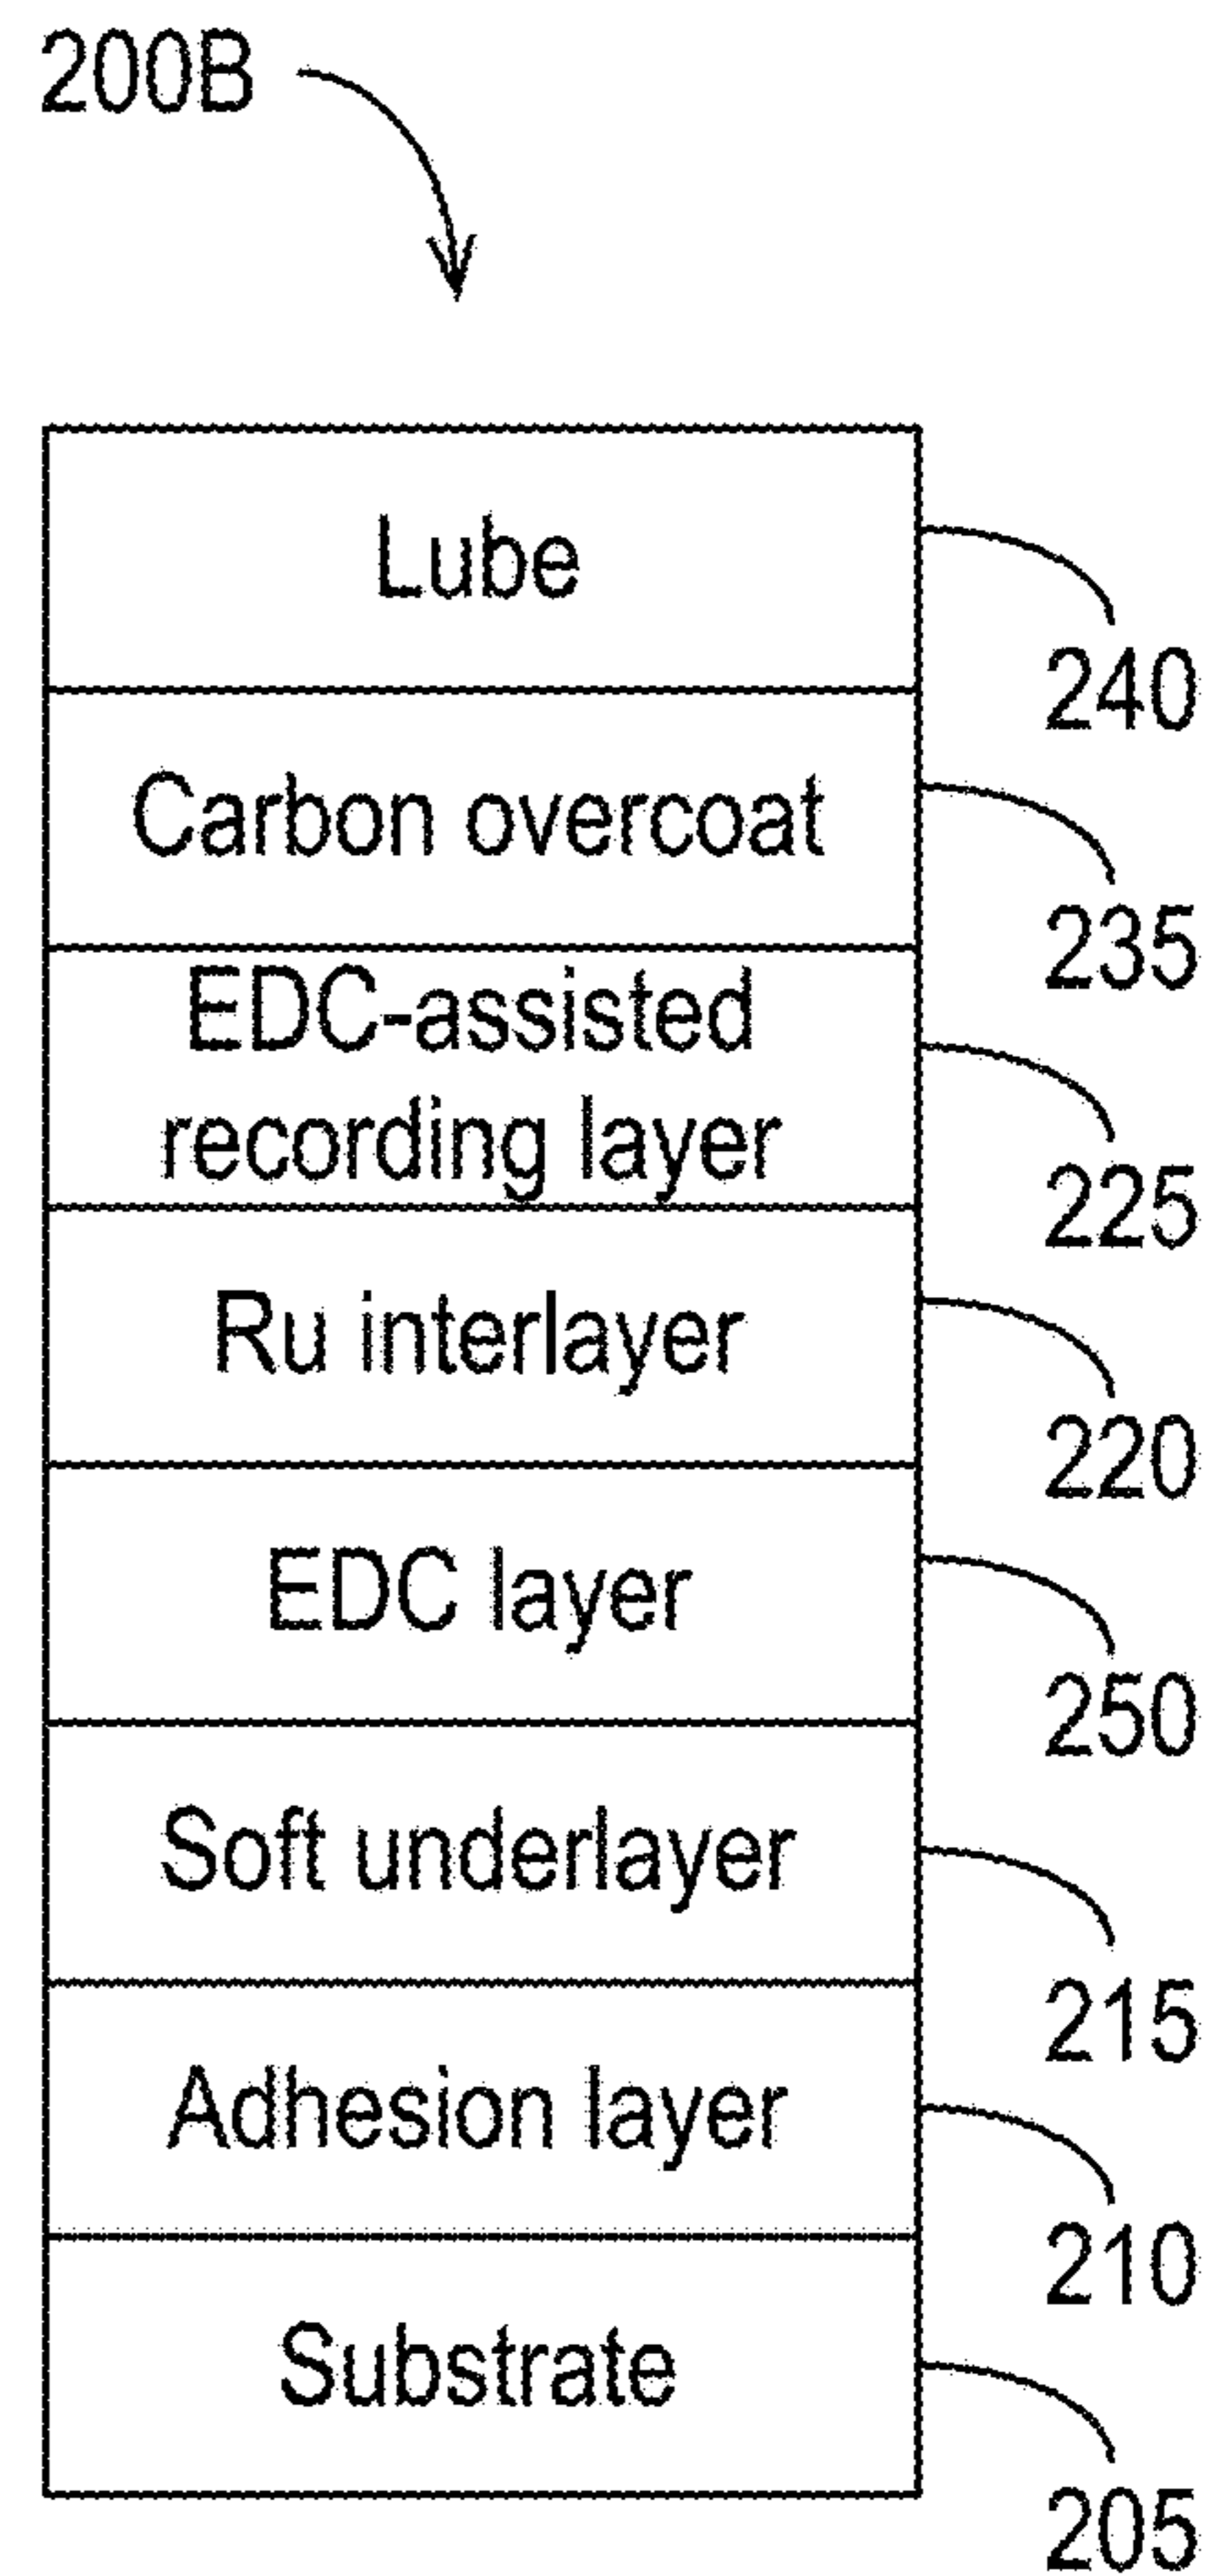 200B
Lube
240
Carbon overcoat
235
EDC-assisted
recording layer
225
Ru interlayer
220
EDC layer
250
Soft underlayer
215
Adhesion layer
210
Substrate
205